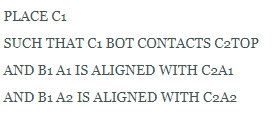 PLACE C1
SUCH THAT C1 BOT CONTACTS C2TOP
AND B1 A1 IS ALIGNED WITH C2A1
AND B1 A2 IS ALIGNED WITH C2A2